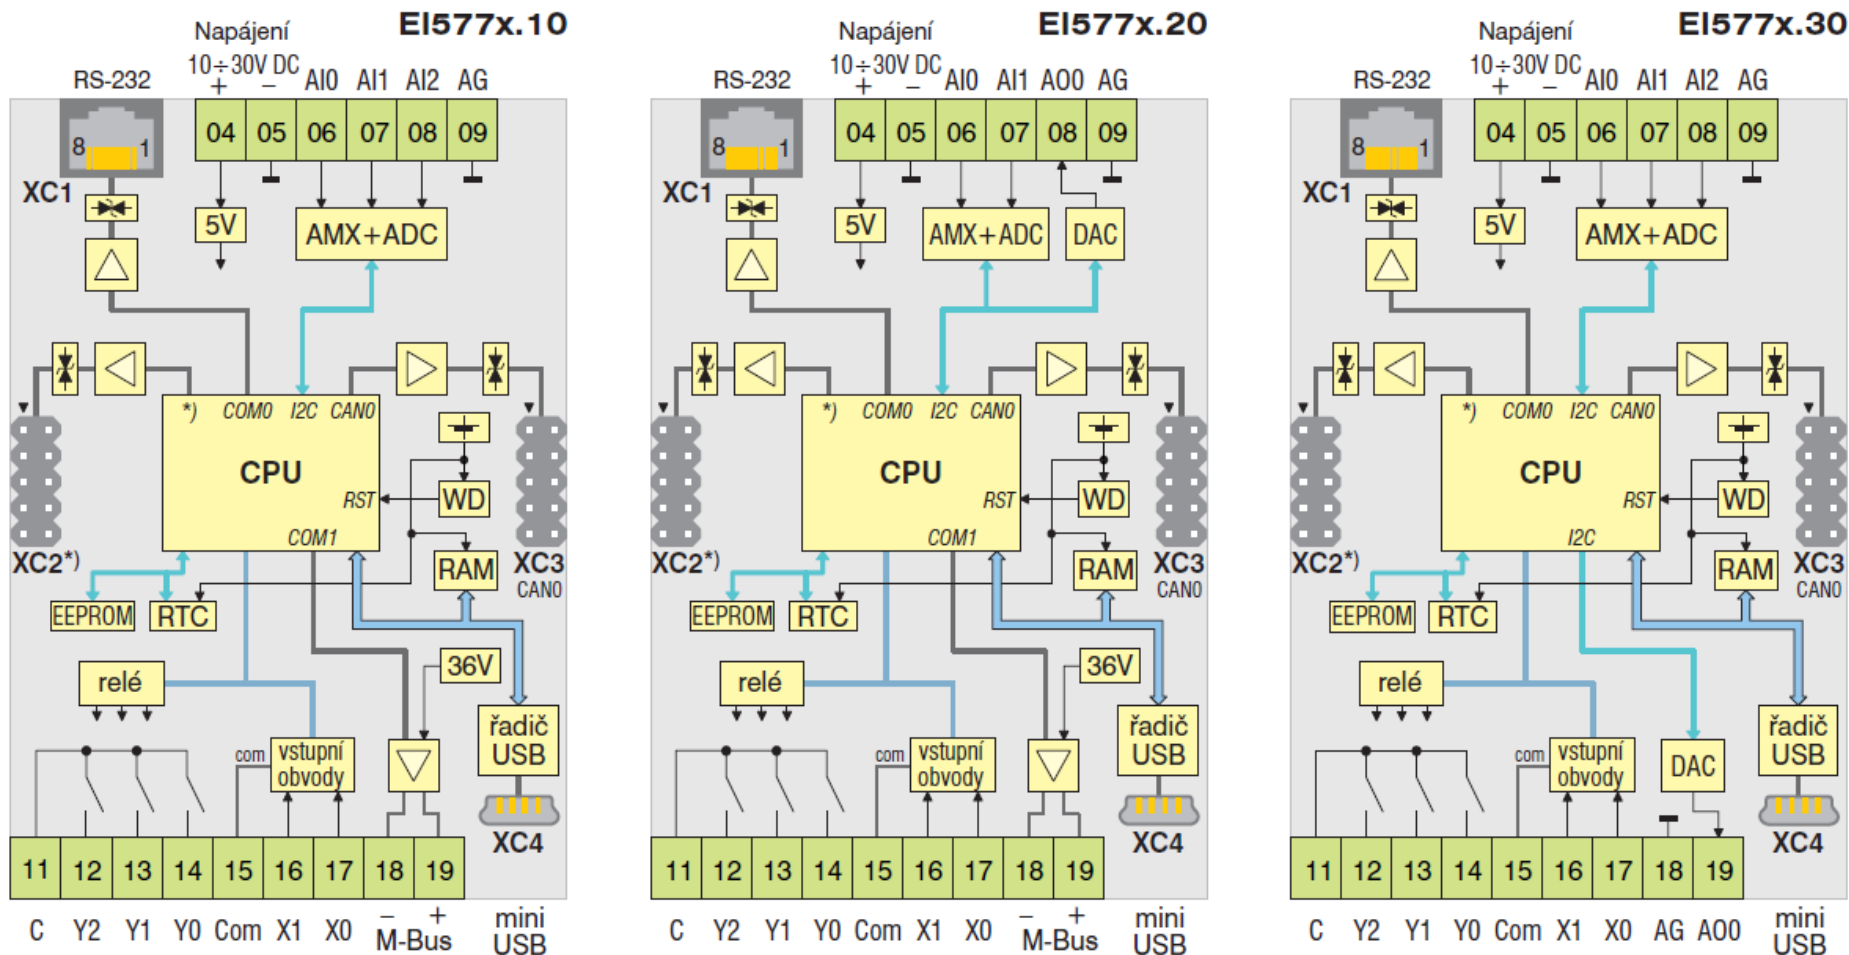 EI577x.10
Napájení
10÷30V DC
RS-232
+ − AI0 AI1 AI2 AG
04 05 06 07 08 09
8 1
XC1
5V
AMX+ADC
*) COM0 I2C CAN0
CPU
RST
WD
COM1
XC2*)
RAM
XC3
CAN0
EEPROM
RTC
36V
relé
řadič
USB
com
vstupní
obvody
XC4
11 12 13 14 15 16 17 18 19
C Y2 Y1 Y0 Com X1 X0 − +
M-Bus
mini
USB
EI577x.20
Napájení
10÷30V DC
RS-232
+ − AI0 AI1 AO0 AG
04 05 06 07 08 09
8 1
XC1
5V
AMX+ADC
DAC
*) COM0 I2C CAN0
CPU
RST
WD
COM1
XC2*)
RAM
XC3
CAN0
EEPROM
RTC
36V
relé
řadič
USB
com
vstupní
obvody
XC4
11 12 13 14 15 16 17 18 19
C Y2 Y1 Y0 Com X1 X0 − +
M-Bus
mini
USB
EI577x.30
Napájení
10÷30V DC
RS-232
+ − AI0 AI1 AI2 AG
04 05 06 07 08 09
8 1
XC1
5V
AMX+ADC
*) COM0 I2C CAN0
CPU
RST
WD
I2C
XC2*)
RAM
XC3
CAN0
EEPROM
RTC
relé
řadič
USB
com
vstupní
obvody
DAC
XC4
11 12 13 14 15 16 17 18 19
C Y2 Y1 Y0 Com X1 X0 AG AO0
mini
USB